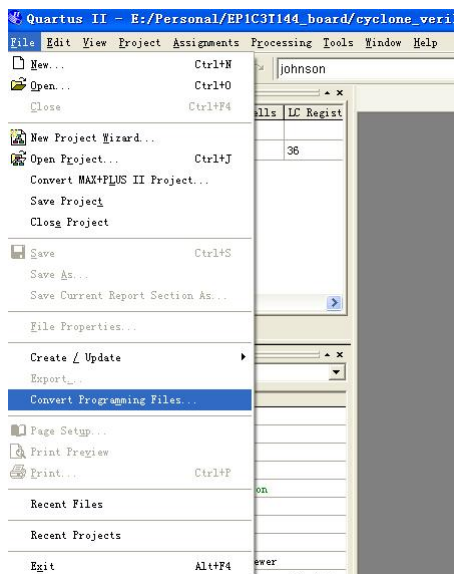 Quartus II - E:/Personal/EP1C3T144_board/cyclone_veril
File Edit View Project Assignments Processing Tools Window Help
New... Ctrl+N
johnson
Open... Ctrl+O
Close Ctrl+F4
ells LC Regist
New Project Wizard...
36
Open Project... Ctrl+J
Convert MAX+PLUS II Project...
Save Project
Close Project
Save Ctrl+S
Save As...
Save Current Report Section As...
File Properties...
Create / Update
Export...
Convert Programming Files...
Page Setup...
Print Preview
Print... Ctrl+P
on
Recent Files
Recent Projects
Exit Alt+F4
ewer